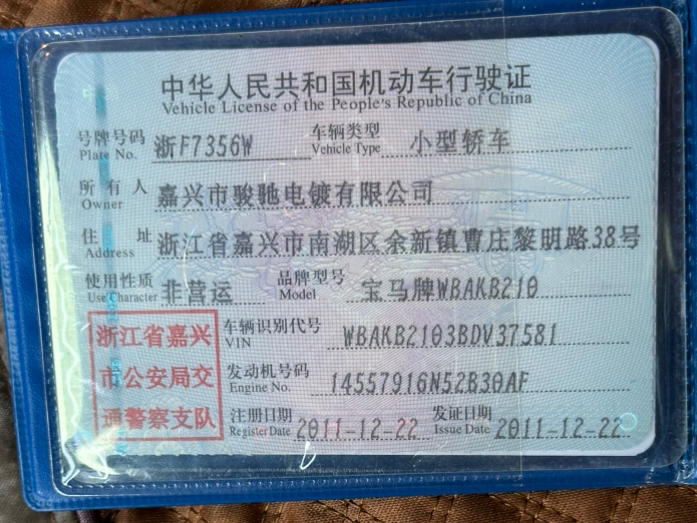 中华人民共和国机动车行驶证
Vehicle License of the People's Republic of China
号牌号码 浙F7356W 车辆类型 小型轿车
Plate No. Vehicle Type
所有人 嘉兴市骏驰电镀有限公司
Owner
住址 浙江省嘉兴市南湖区余新镇曹庄黎明路38号
Address
使用性质 非营运 品牌型号 宝马牌WBAKB210
Use Character Model
浙江省嘉兴
市公安局交
通警察支队
车辆识别代号 WBAKB2103BDV37581
VIN
发动机号码 14557916N52B30AF
Engine No.
注册日期 2011-12-22 发证日期 2011-12-22
Register Date Issue Date